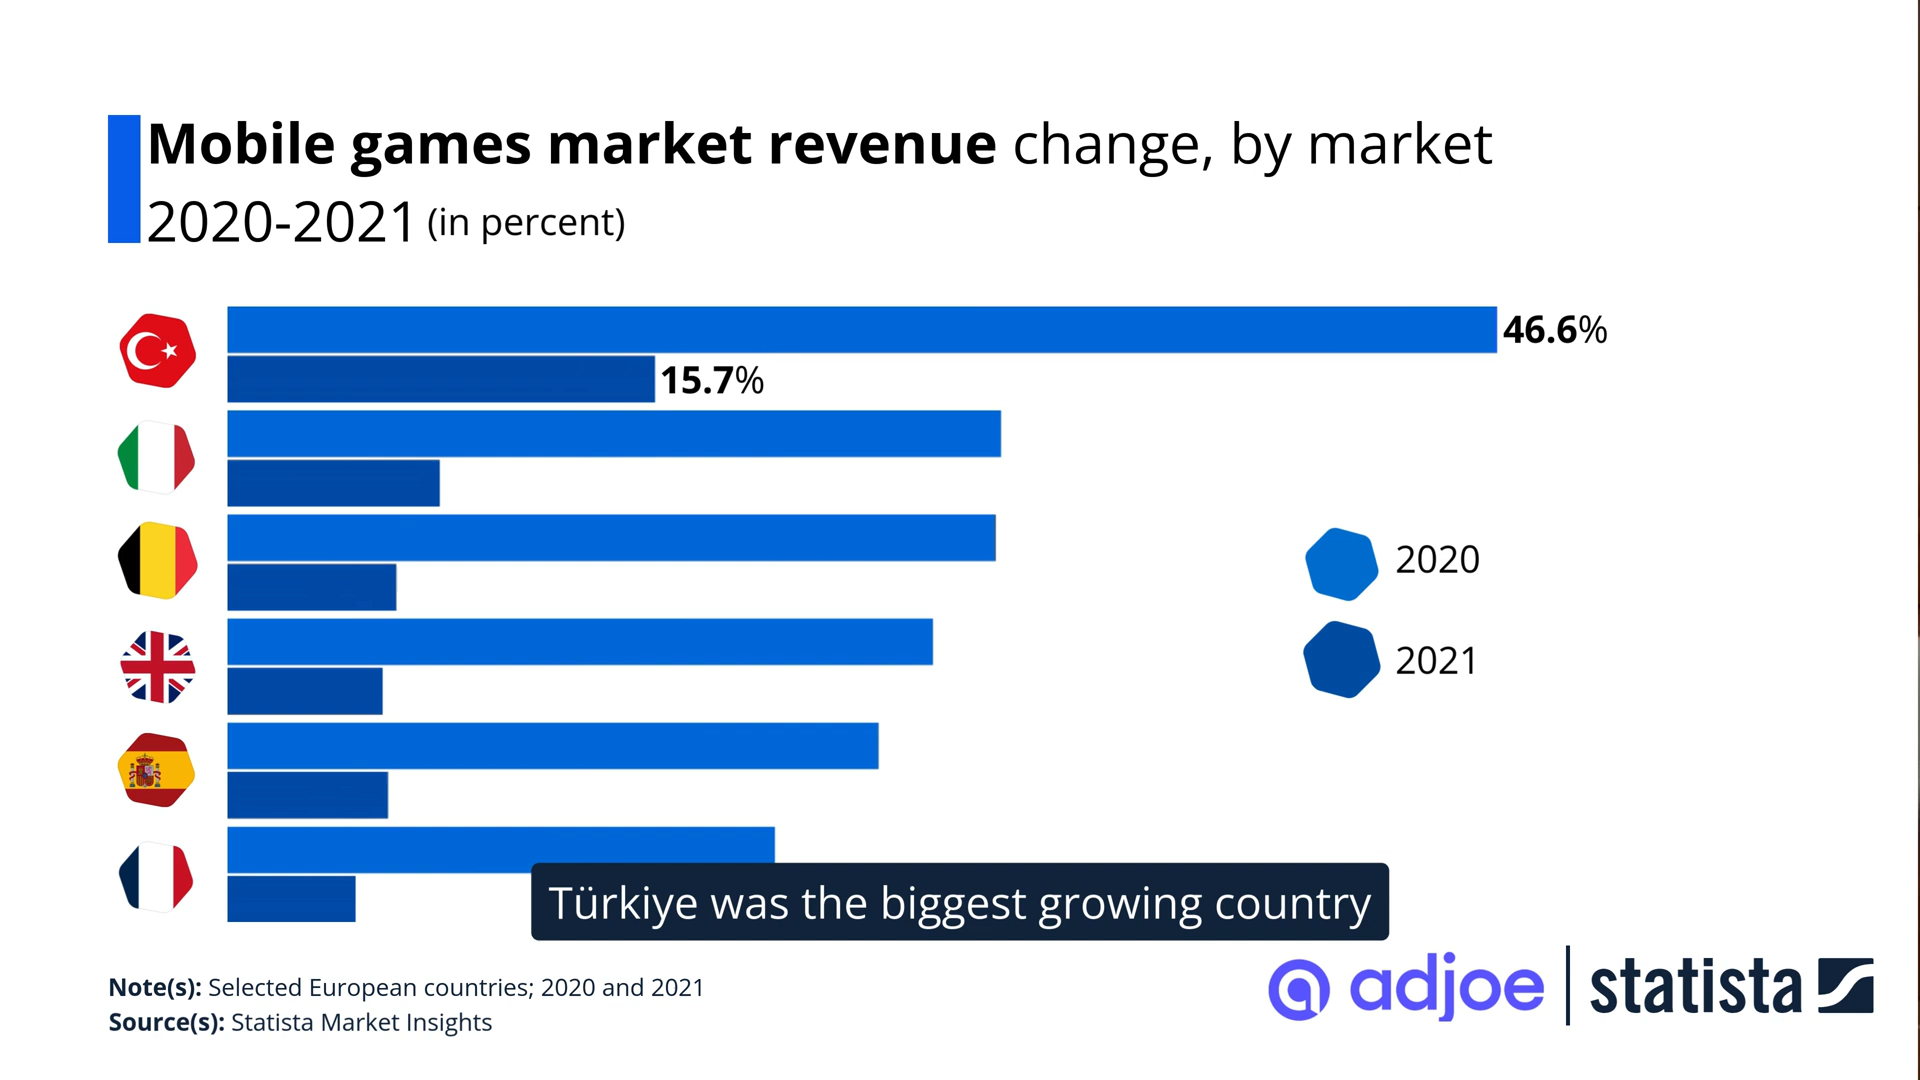 Mobile games market revenue change, by market
2020-2021 (in percent)
46.6%
15.7%
2020
2021
Türkiye was the biggest growing country
Note(s): Selected European countries; 2020 and 2021
Source(s): Statista Market Insights
adjoe
statista